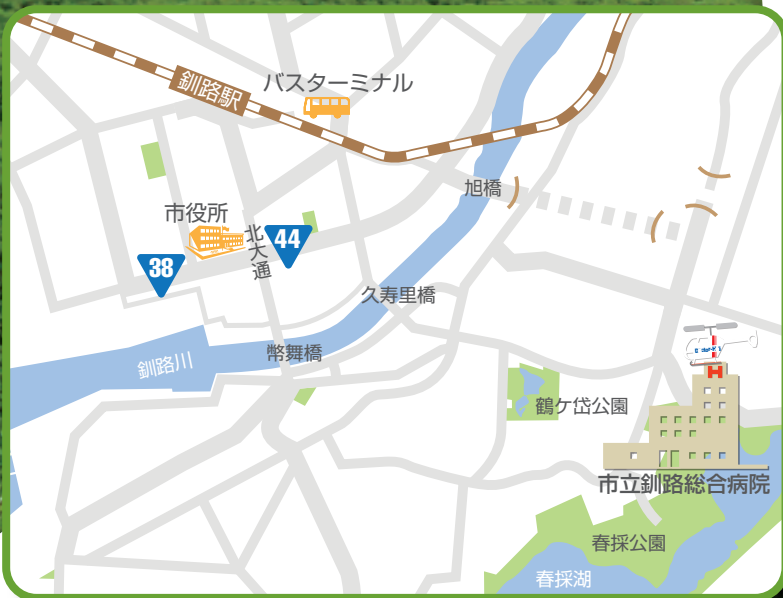 バスターミナル
釧路駅
旭橋
市役所
北大通
44
38
久寿里橋
幣舞橋
釧路川
H
鶴ケ岱公園
市立釧路総合病院
春採公園
春採湖